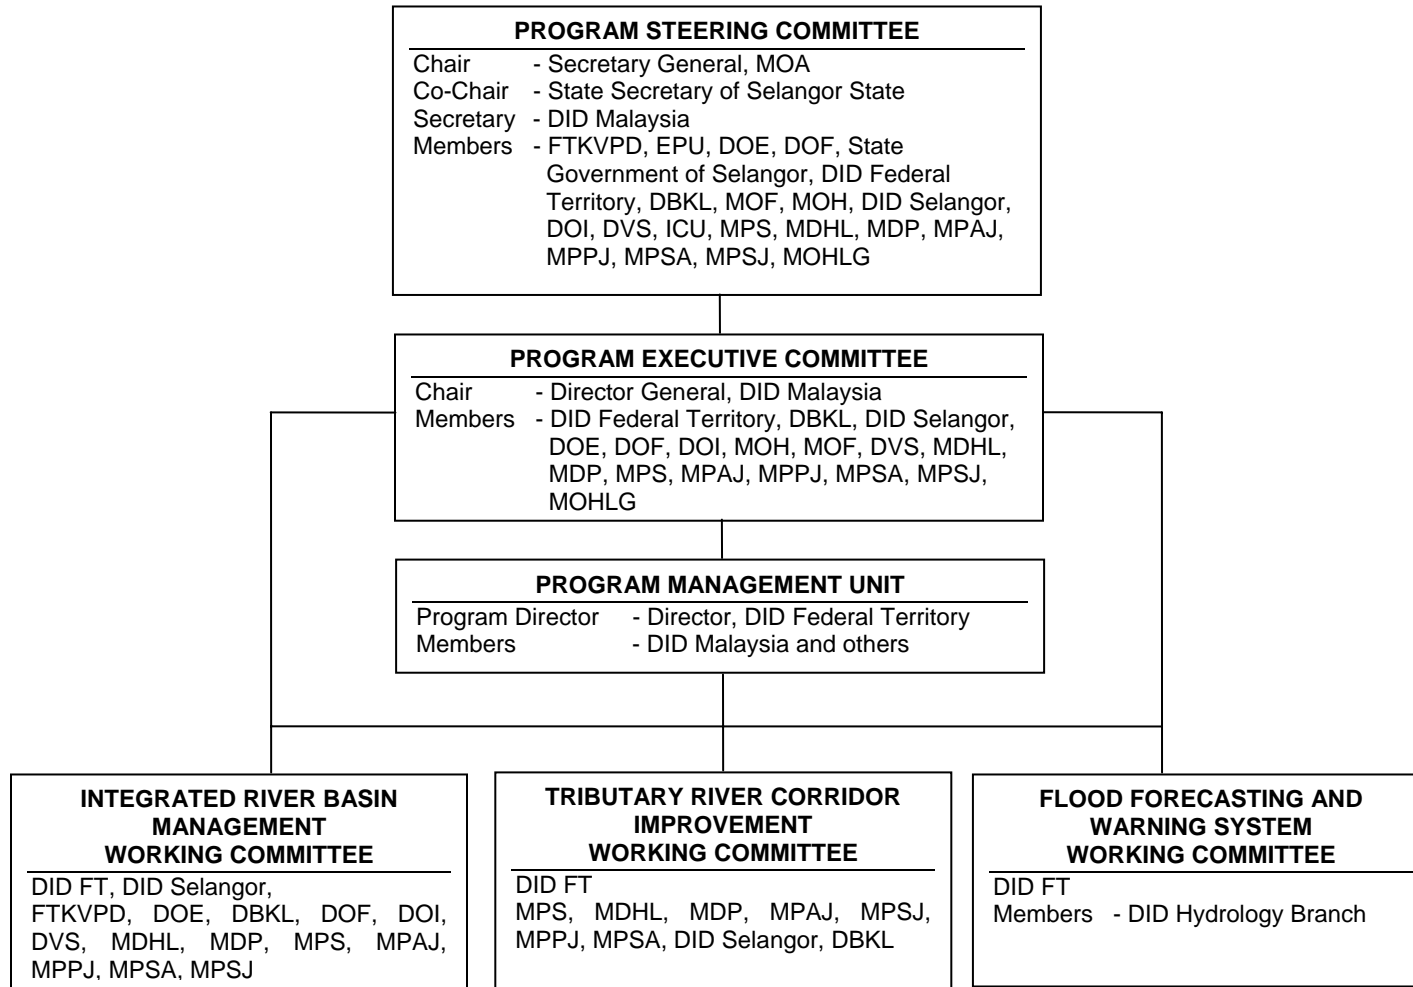 PROGRAM STEERING COMMITTEE
Chair - Secretary General, MOA
Co-Chair - State Secretary of Selangor State
Secretary - DID Malaysia
Members - FTKVPD, EPU, DOE, DOF, State
Government of Selangor, DID Federal
Territory, DBKL, MOF, MOH, DID Selangor,
DOI, DVS, ICU, MPS, MDHL, MDP, MPAJ,
MPPJ, MPSA, MPSJ, MOHLG
PROGRAM EXECUTIVE COMMITTEE
Chair - Director General, DID Malaysia
Members - DID Federal Territory, DBKL, DID Selangor,
DOE, DOF, DOI, MOH, MOF, DVS, MDHL,
MDP, MPS, MPAJ, MPPJ, MPSA, MPSJ,
MOHLG
PROGRAM MANAGEMENT UNIT
Program Director - Director, DID Federal Territory
Members - DID Malaysia and others
INTEGRATED RIVER BASIN
MANAGEMENT
WORKING COMMITTEE
DID FT, DID Selangor,
FTKVPD, DOE, DBKL, DOF, DOI,
DVS, MDHL, MDP, MPS, MPAJ,
MPPJ, MPSA, MPSJ
TRIBUTARY RIVER CORRIDOR
IMPROVEMENT
WORKING COMMITTEE
DID FT
MPS, MDHL, MDP, MPAJ, MPSJ,
MPPJ, MPSA, DID Selangor, DBKL
FLOOD FORECASTING AND
WARNING SYSTEM
WORKING COMMITTEE
DID FT
Members - DID Hydrology Branch